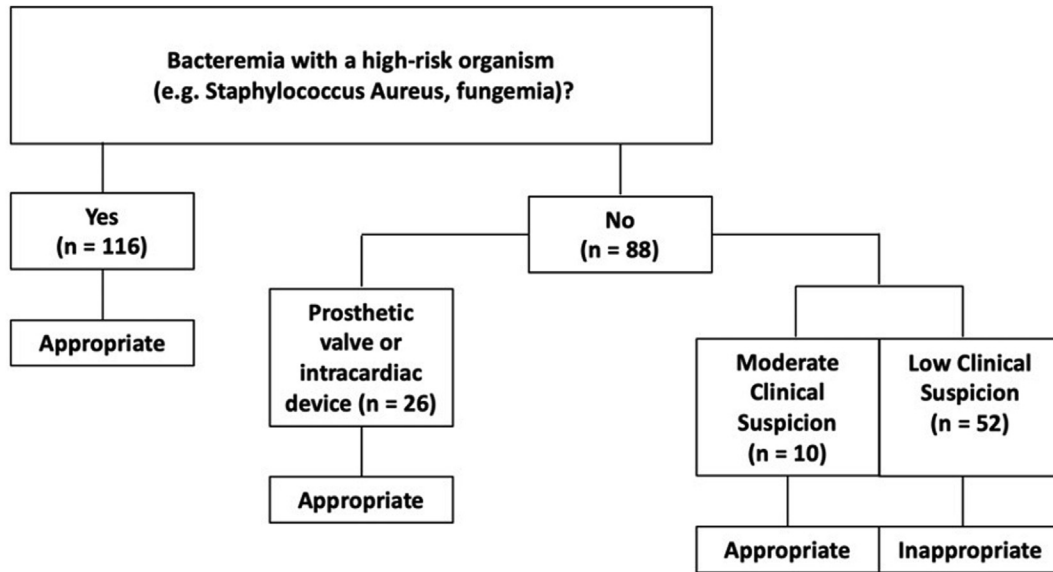 Bacteremia with a high-risk organism
(e.g. Staphylococcus Aureus, fungemia)?
Yes
(n = 116)
Appropriate
No
(n = 88)
Prosthetic
valve or
intracardiac
device (n = 26)
Appropriate
Moderate
Clinical
Suspicion
(n = 10)
Appropriate
Low Clinical
Suspicion
(n = 52)
Inappropriate